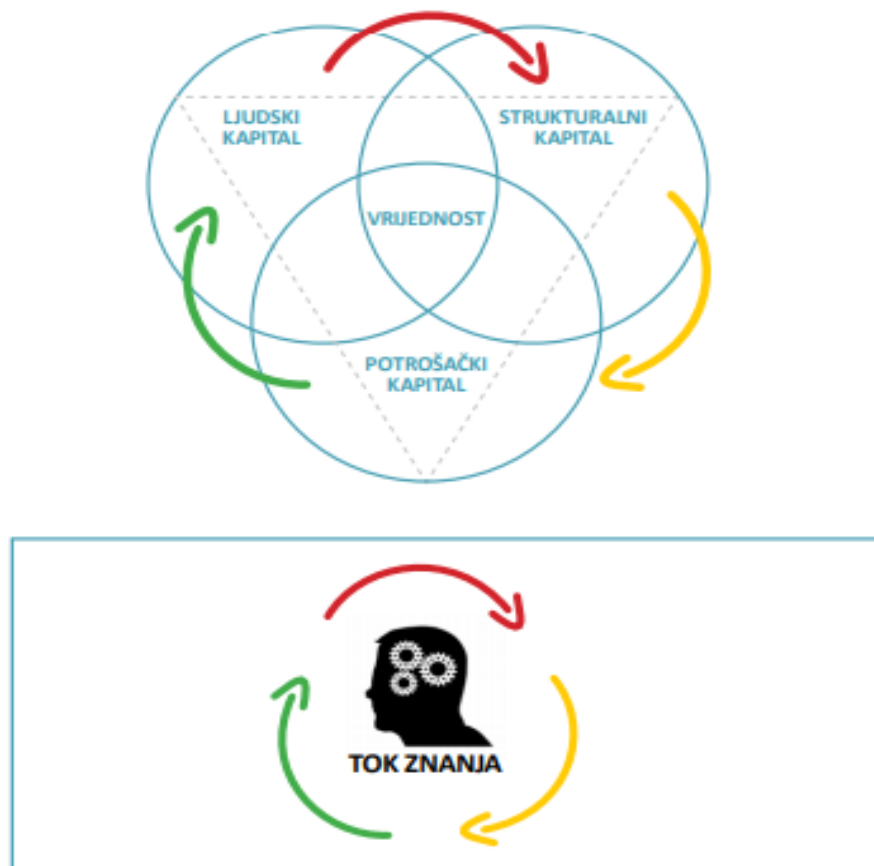 LJUDSKI
KAPITAL
STRUKTURALNI
KAPITAL
VRIJEDNOST
POTROŠAČKI
KAPITAL
TOK ZNANJA